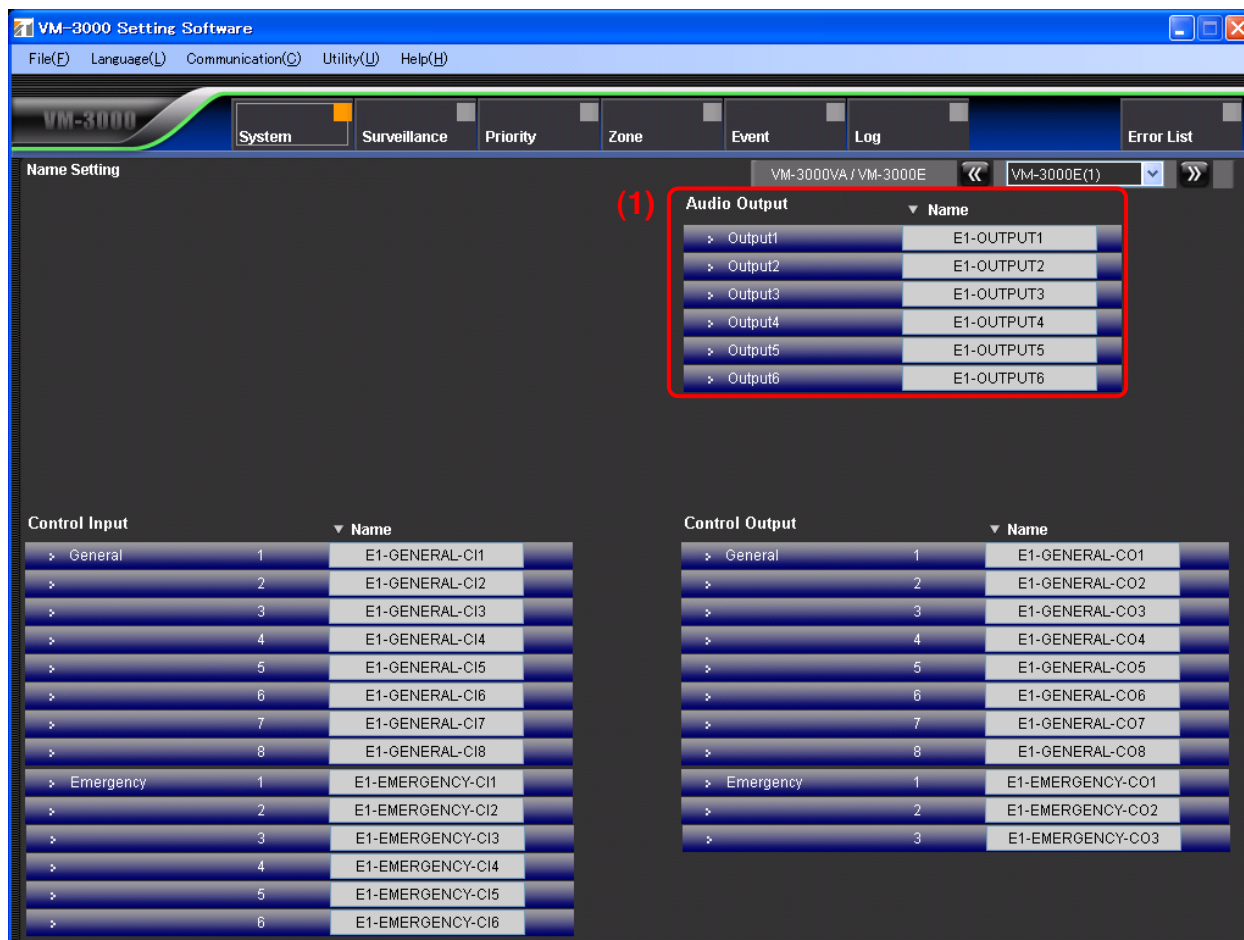 VM-3000 Setting Software
File(F) Language(L) Communication(C) Utility(U) Help(H)
VM-3000
System Surveillance Priority Zone Event Log Error List
Name Setting
VM-3000VA / VM-3000E VM-3000E(1)
(1)
Audio Output Name
Output1 E1-OUTPUT1
Output2 E1-OUTPUT2
Output3 E1-OUTPUT3
Output4 E1-OUTPUT4
Output5 E1-OUTPUT5
Output6 E1-OUTPUT6
Control Input Name
General 1 E1-GENERAL-CI1
2 E1-GENERAL-CI2
3 E1-GENERAL-CI3
4 E1-GENERAL-CI4
5 E1-GENERAL-CI5
6 E1-GENERAL-CI6
7 E1-GENERAL-CI7
8 E1-GENERAL-CI8
Emergency 1 E1-EMERGENCY-CI1
2 E1-EMERGENCY-CI2
3 E1-EMERGENCY-CI3
4 E1-EMERGENCY-CI4
5 E1-EMERGENCY-CI5
6 E1-EMERGENCY-CI6
Control Output Name
General 1 E1-GENERAL-CO1
2 E1-GENERAL-CO2
3 E1-GENERAL-CO3
4 E1-GENERAL-CO4
5 E1-GENERAL-CO5
6 E1-GENERAL-CO6
7 E1-GENERAL-CO7
8 E1-GENERAL-CO8
Emergency 1 E1-EMERGENCY-CO1
2 E1-EMERGENCY-CO2
3 E1-EMERGENCY-CO3